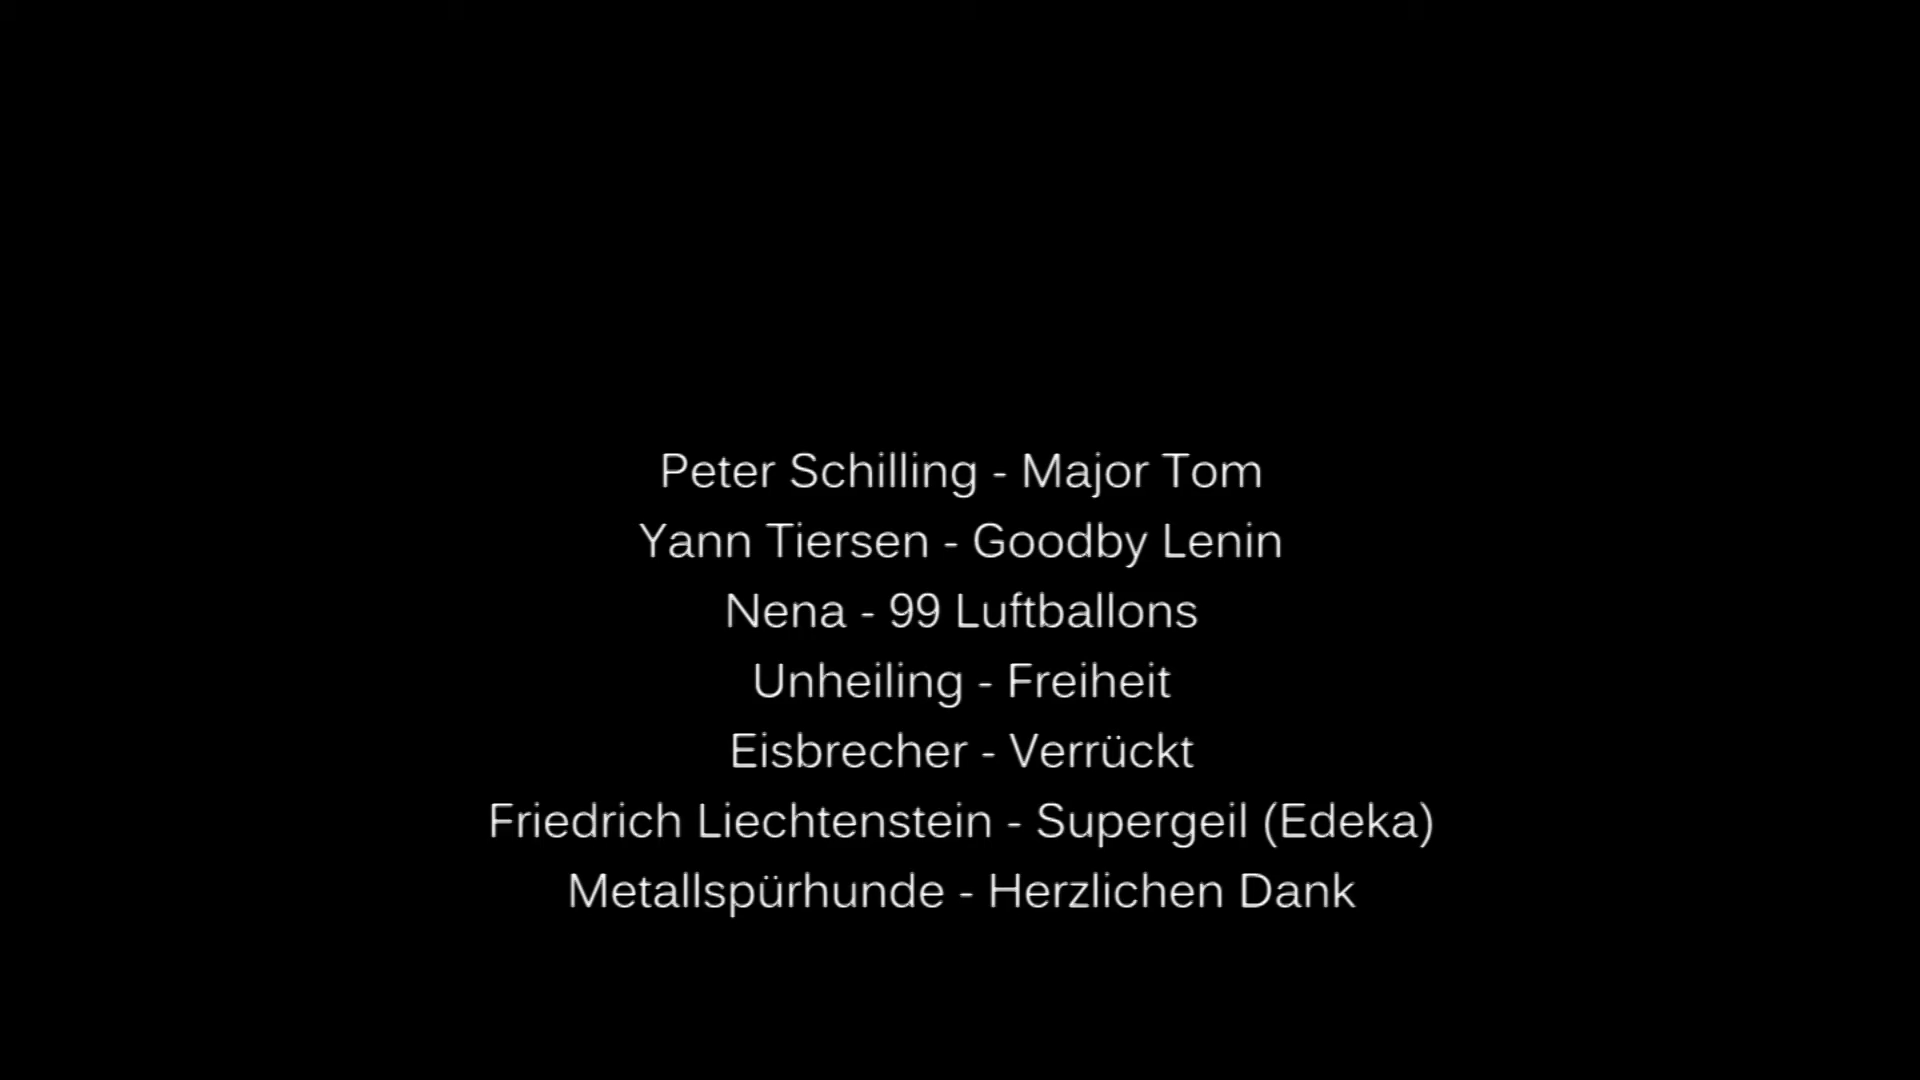 Peter Schilling - Major Tom
Yann Tiersen - Goodby Lenin
Nena - 99 Luftballons
Unheiling - Freiheit
Eisbrecher - Verrückt
Friedrich Liechtenstein - Supergeil (Edeka)
Metallspürhunde - Herzlichen Dank